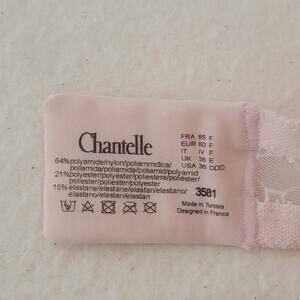 Chantelle
FRA 95 F
EUR 80 F
IT IV F
UK 36 E
USA 36 DDD
64%polyamide/nylon/poliammidica/
poliamida/poliamida/poliamid/polyamid
21%polyester/polyester/poliestere/poliéster/
poliéster/poliester/polyester
15%elastane/elastane/elastan/elastano/
elastano/elastan/elastan
3581
Made in Tunisia
Designed in France